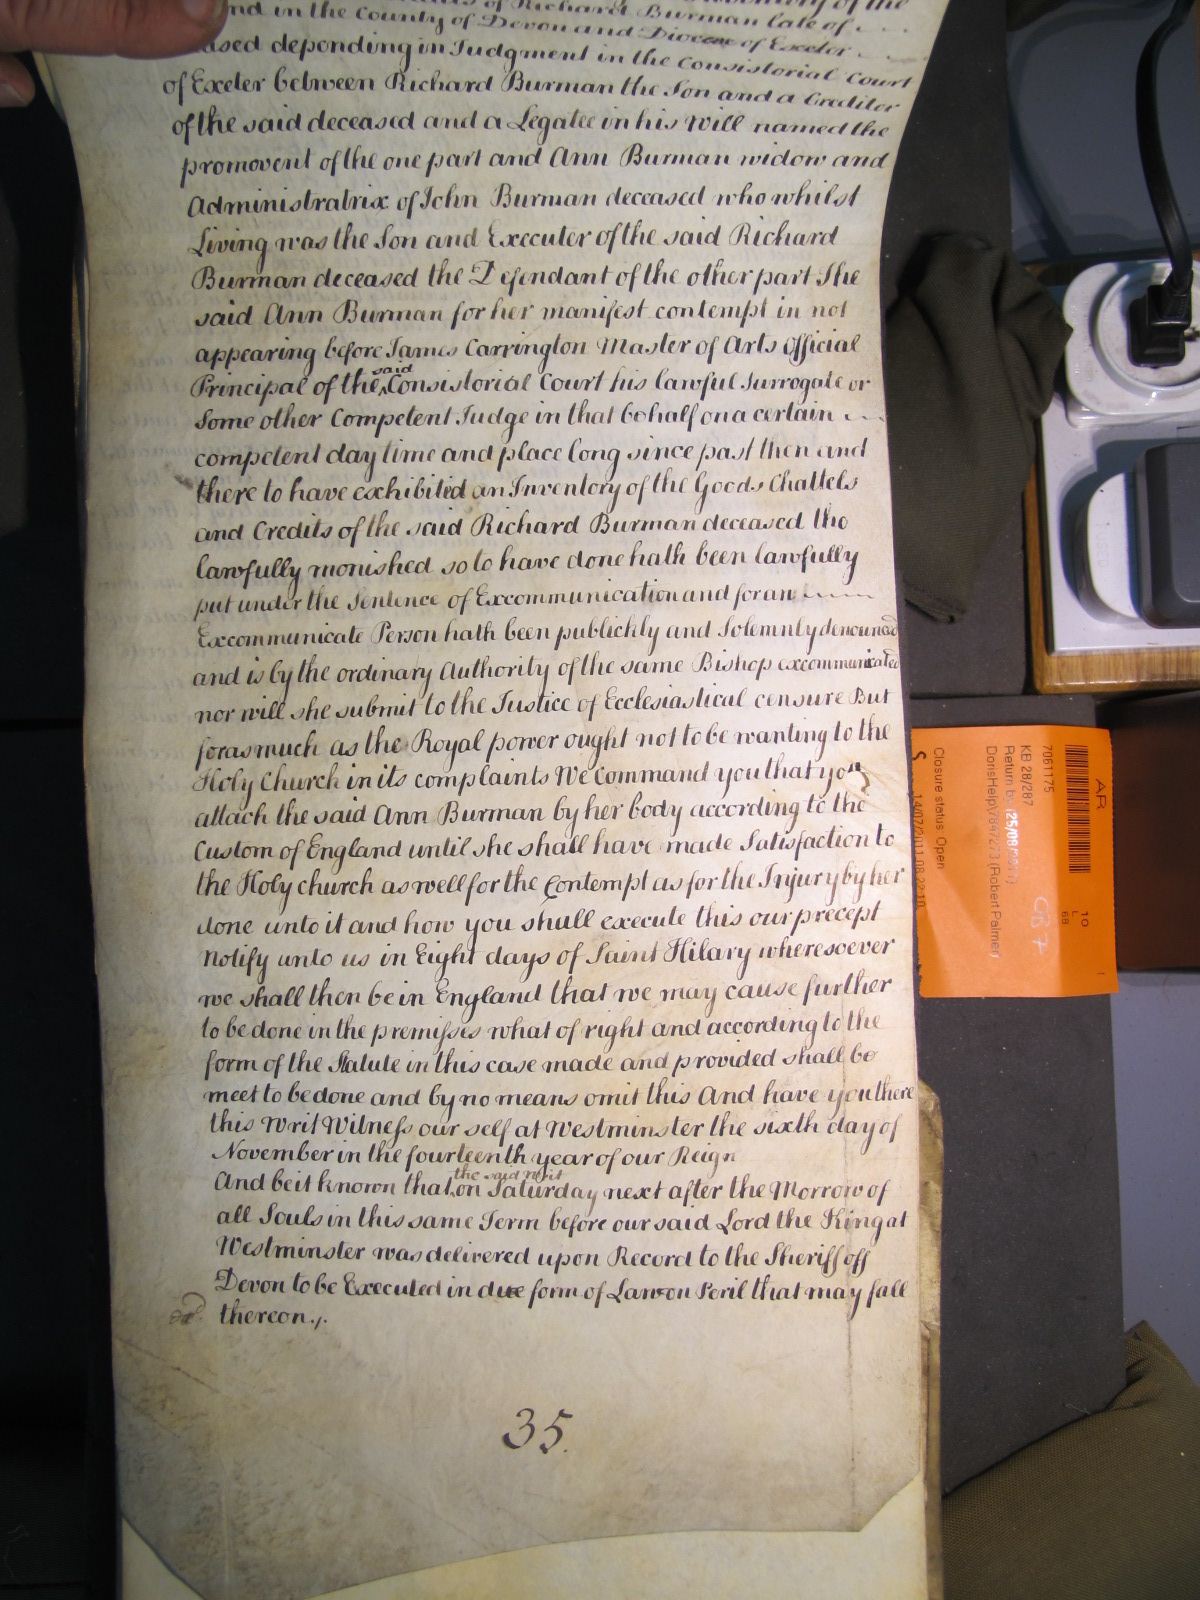 of Richard Burman late of
nd in the County of Devon and Diocese of Exeter
ased depending in Judgment in the Consistorial Court
of Exeter between Richard Burman the Son and a Creditor
of the said deceased and a Legatee in his Will named the
promovent of the one part and Ann Burman widow and
Administratrix of John Burman deceased who whilst
Living was the Son and Executer of the said Richard
Burman deceased the Defendant of the other part She
said Ann Burman for her manifest contempt in not
appearing before James Carrington Master of Arts Official
Principal of the said Consistorial Court his lawful Surrogate or
Some other Competent Judge in that behalf on a certain
competent day time and place Long since past then and
there to have exhibited an Inventory of the Goods Chattels
and Credits of the said Richard Burman deceased tho
lawfully monished so to have done hath been lawfully
put under the Sentence of Excommunication and for an
Excommunicate Person hath been publickly and Solemnly denounced
and is by the ordinary Authority of the same Bishop excommunicated
nor will she submit to the Justice of Ecclesiastical censure But
forasmuch as the Royal power ought not to be wanting to the
Holy Church in its complaints We Command you that you
attach the said Ann Burman by her body according to the
Custom of England until she shall have made Satisfaction to
the Holy church as well for the Contempt as for the Injury by her
done unto it and how you shall execute this our precept
Notify unto us in Eight days of Saint Hilary wheresoever
we shall then be in England that we may cause further
to be done in the premisses what of right and according to the
form of the Statute in this case made and provided shall be
meet to be done and by no means omit this And have you there
this Writ Witness our self at Westminster the sixth day of
November in the fourteenth year of our Reign
And be it known that the said writ on Saturday next after the Morrow of
all Souls in this same Term before our said Lord the King at
Westminster was delivered upon Record to the Sheriff off
Devon to be Executed in due form of Law on Peril that may fall
thereon
35.
AR
7061175
KB 28/287
Return by 25/08/2011
DorisHelp\784/273 (Robert Palmer)
Closure status: Open